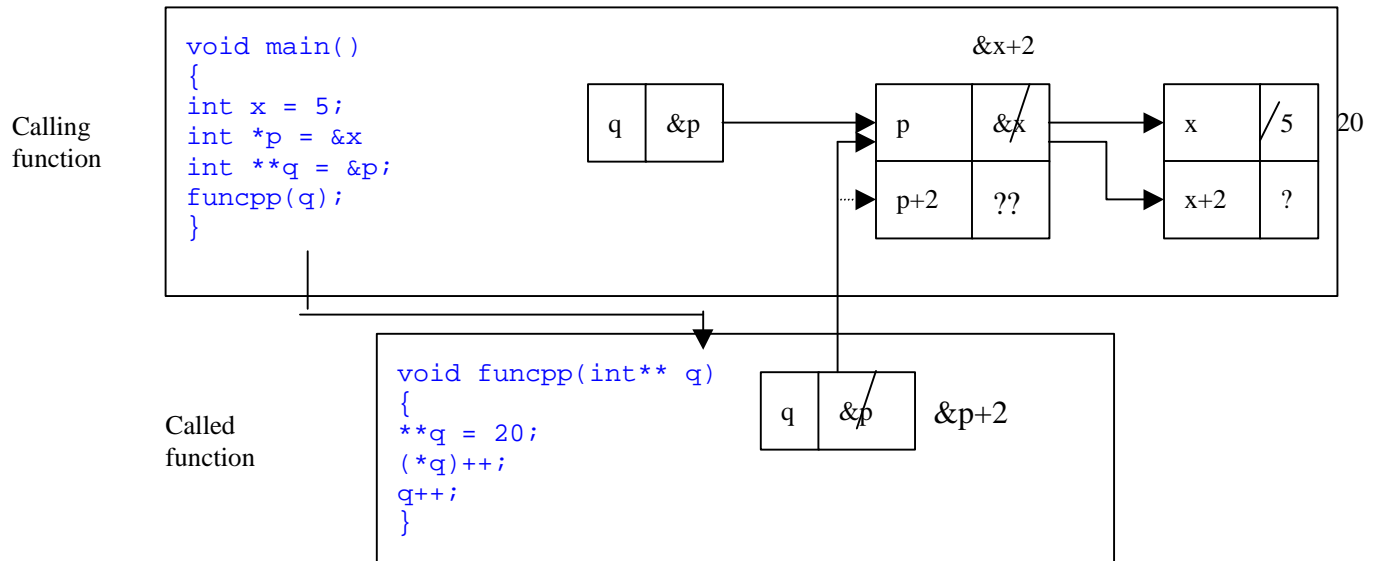 void main()
{
int x = 5;
int *p = &x
int **q = &p;
funcpp(q);
}
Calling
function
&x+2
q &p
p &x
p+2 ??
x 5 20
x+2 ?
void funcpp(int** q)
{
**q = 20;
(*q)++;
q++;
}
Called
function
q &p &p+2